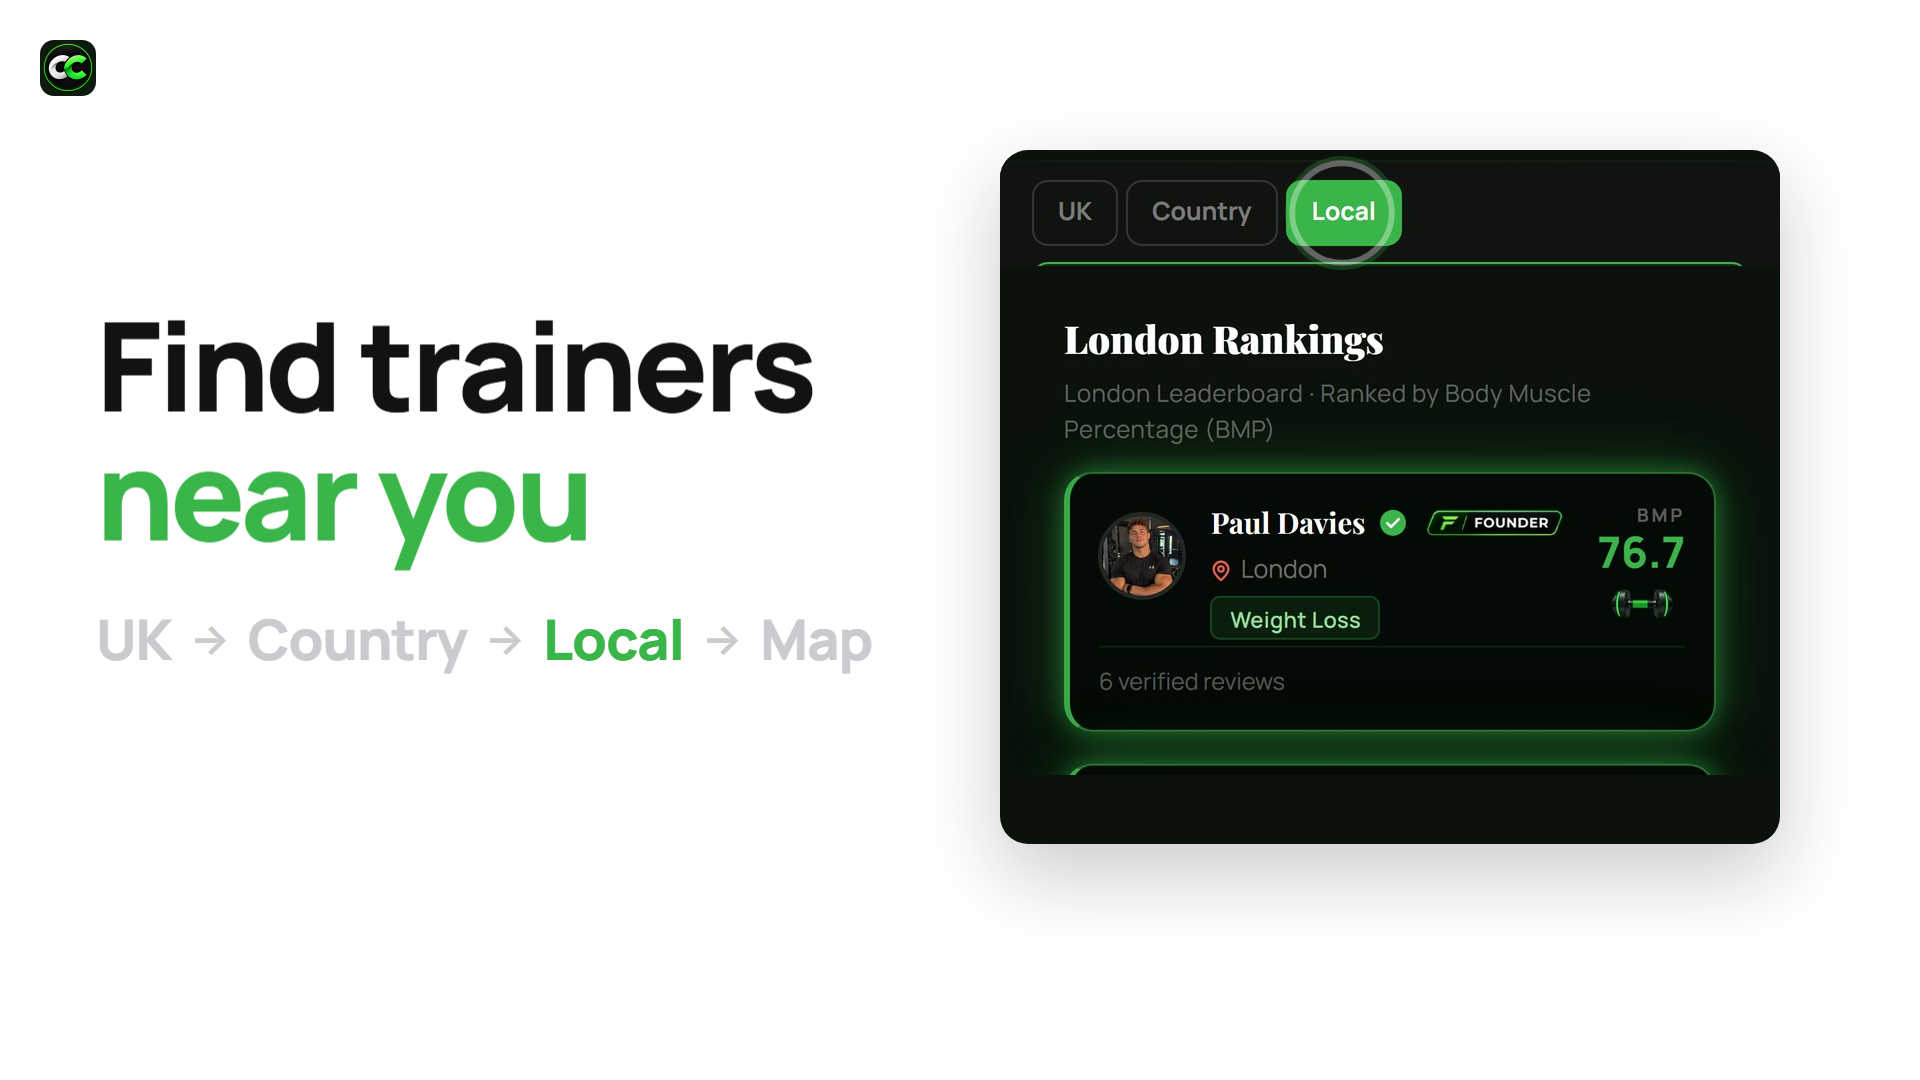 CC
Find trainers
near you
UK → Country → Local → Map
UK
Country
Local
London Rankings
London Leaderboard · Ranked by Body Muscle
Percentage (BMP)
Paul Davies
F / FOUNDER
London
Weight Loss
BMP
76.7
6 verified reviews